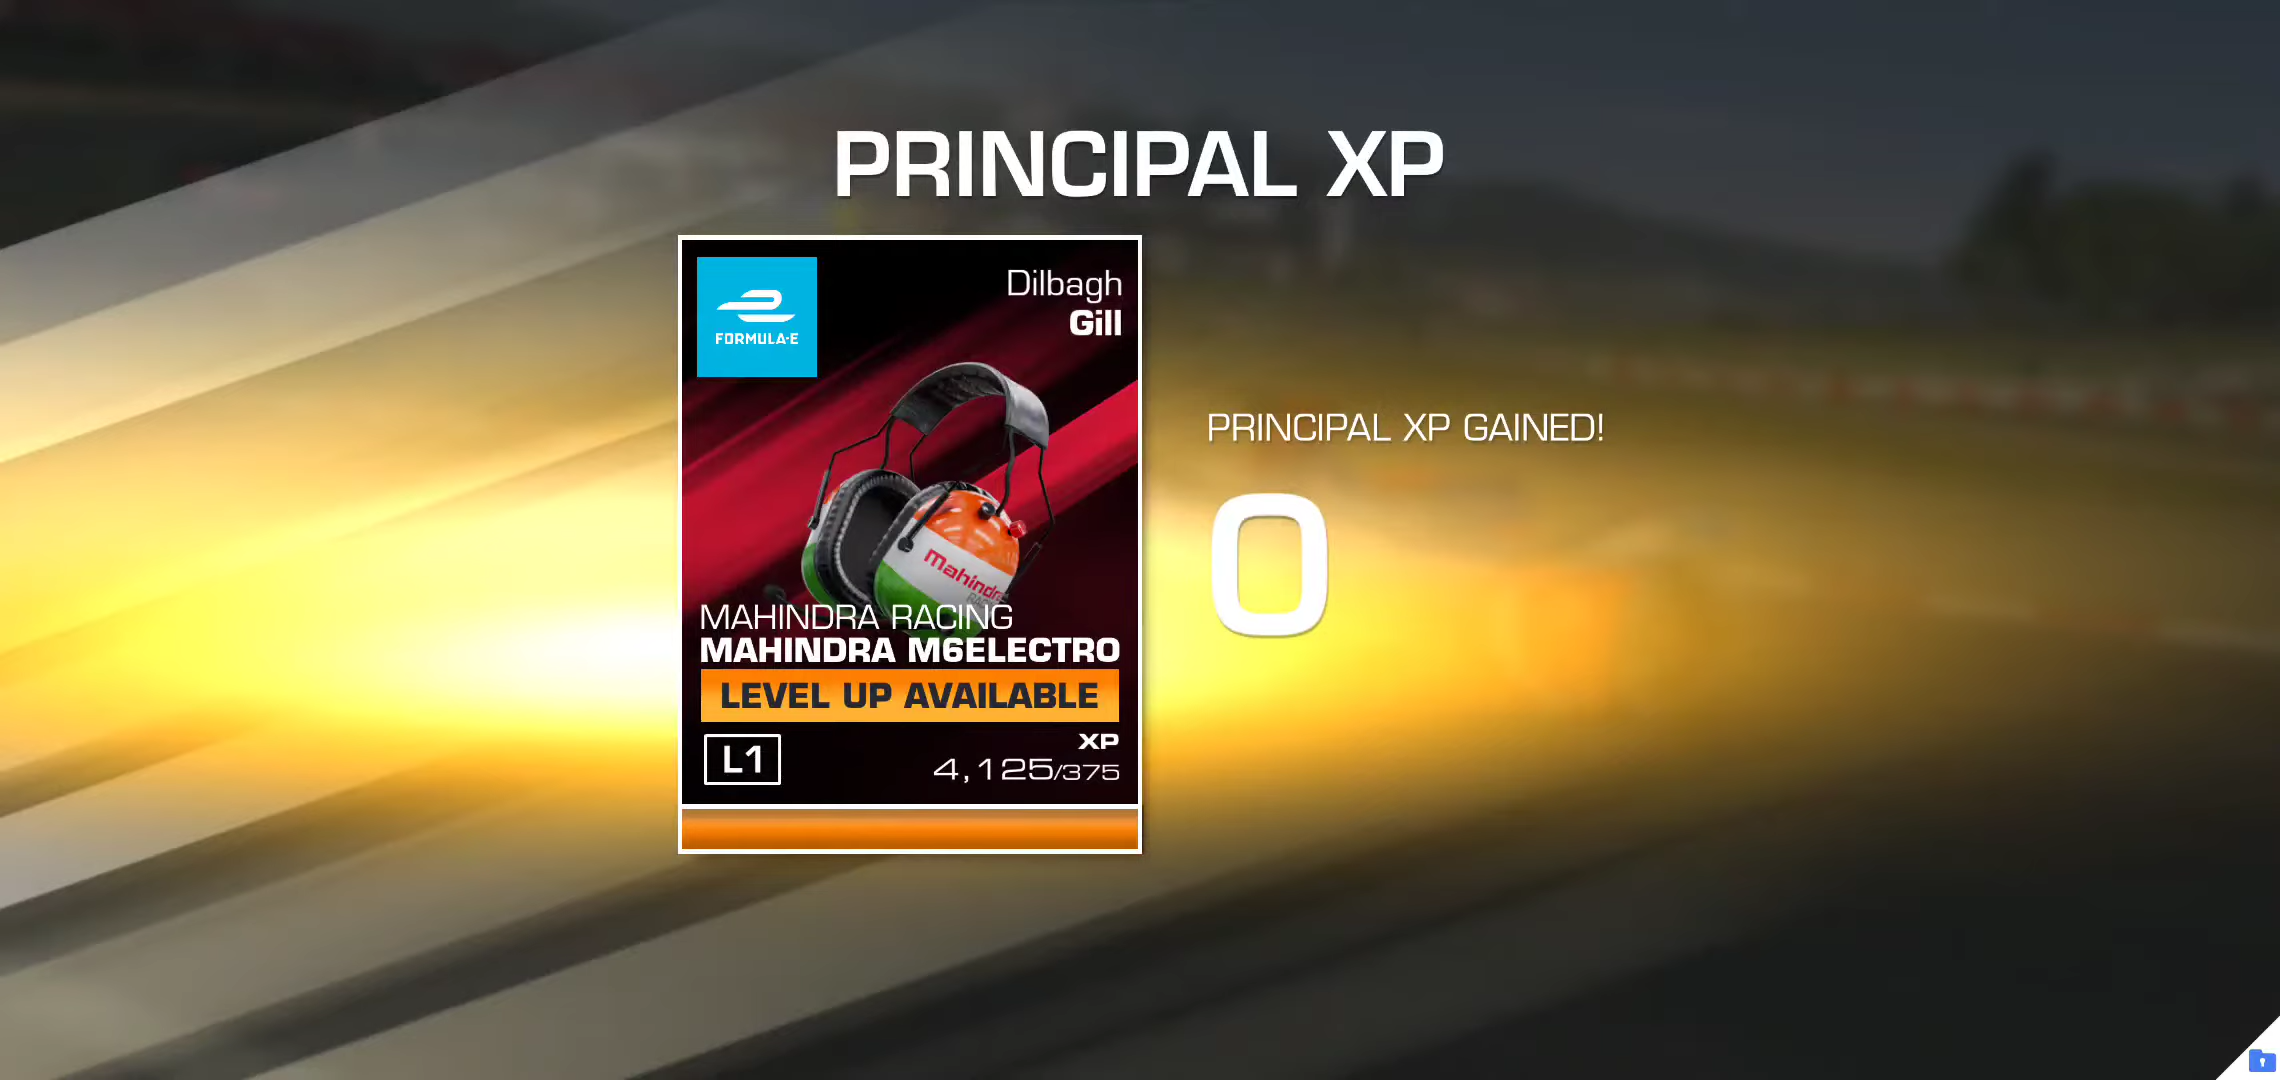 PRINCIPAL XP
FORMULA-E
Dilbagh
Gill
mahindra
RACING
MAHINDRA RACING
MAHINDRA M6ELECTRO
LEVEL UP AVAILABLE
L1
XP
4,125/375
PRINCIPAL XP GAINED!
0